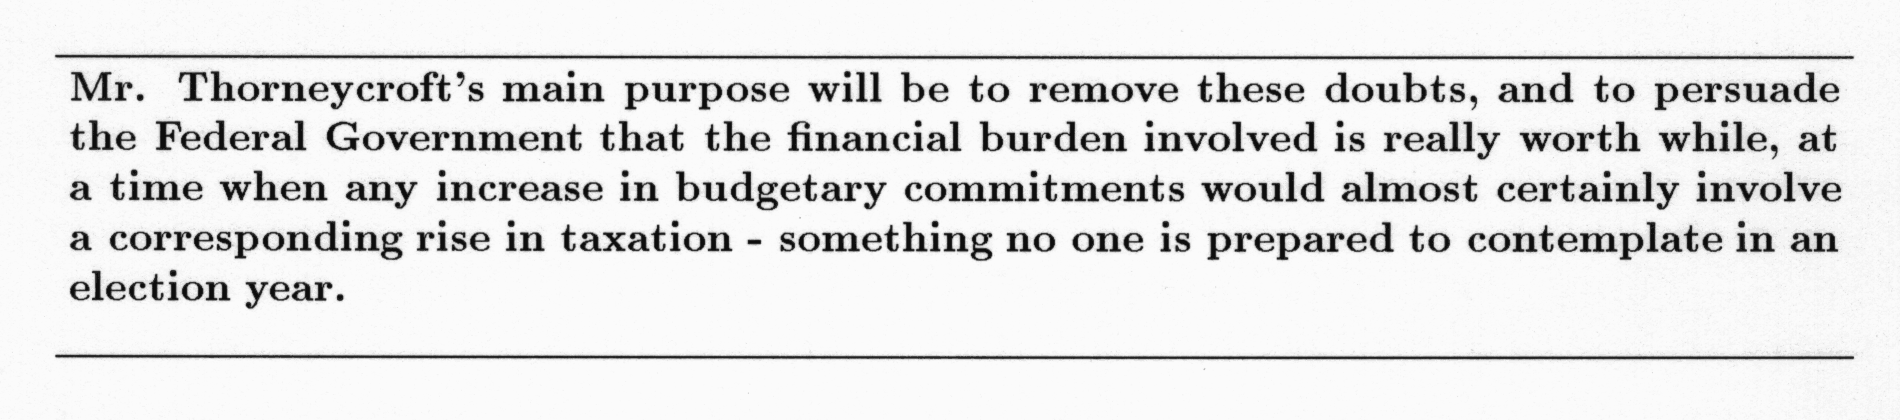 Mr. Thorneycroft's main purpose will be to remove these doubts, and to persuade
the Federal Government that the financial burden involved is really worth while, at
a time when any increase in budgetary commitments would almost certainly involve
a corresponding rise in taxation - something no one is prepared to contemplate in an
election year.